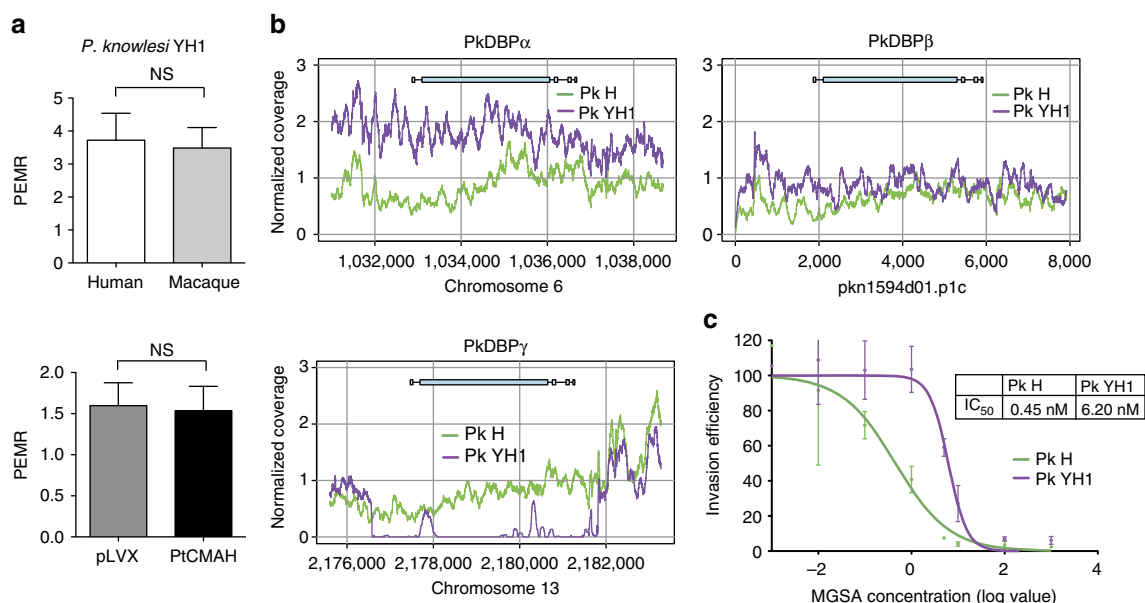 a
P. knowlesi YH1
NS
5
4
3
2
1
0
PEMR
Human Macaque
NS
2.0
1.5
1.0
0.5
0.0
PEMR
pLVX PtCMAH
b
PkDBPα
3
2
1
0
Normalized coverage
Pk H
Pk YH1
1,032,000 1,034,000 1,036,000 1,038,000
Chromosome 6
PkDBPβ
3
2
1
0
Pk H
Pk YH1
0 2,000 4,000 6,000 8,000
pkn1594d01.p1c
PkDBPγ
3
2
1
0
Normalized coverage
Pk H
Pk YH1
2,176,000 2,178,000 2,180,000 2,182,000
Chromosome 13
c
120
100
80
60
40
20
0
Invasion efficiency
Pk H Pk YH1
IC50 0.45 nM 6.20 nM
Pk H
Pk YH1
−2 0 2 4
MGSA concentration (log value)